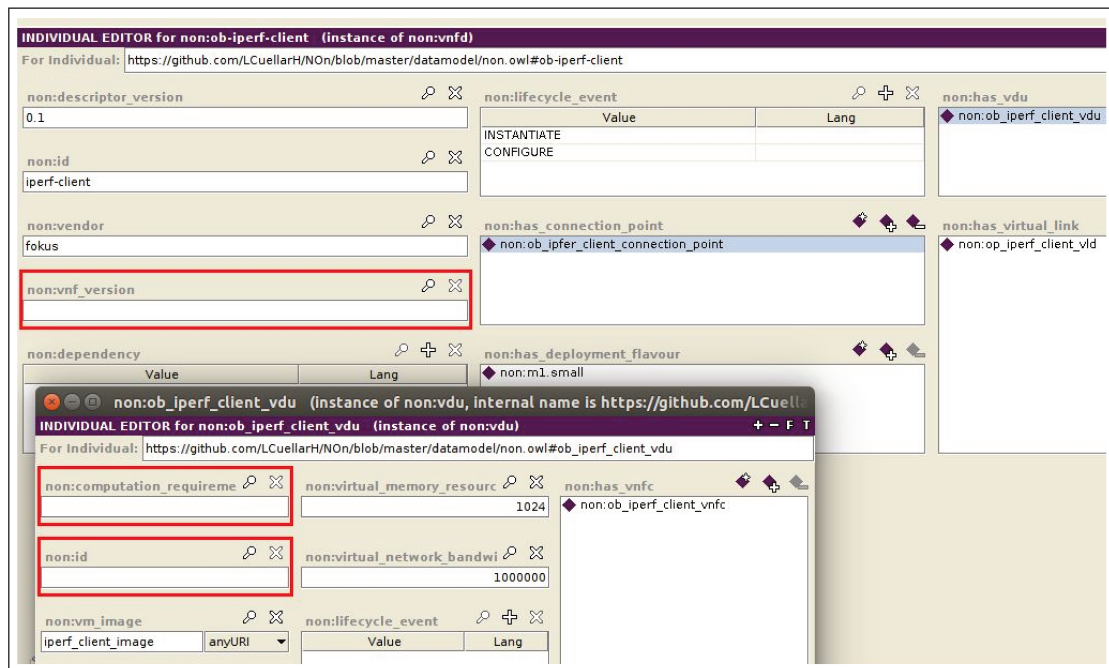 INDIVIDUAL EDITOR for non:ob-iperf-client (instance of non:vnfd)
For Individual: https://github.com/LCuellarH/NOn/blob/master/datamodel/non.owl#ob-iperf-client
non:descriptor_version
0.1
non:id
iperf-client
non:vendor
fokus
non:vnf_version
non:dependency
Value Lang
non:lifecycle_event
Value Lang
INSTANTIATE
CONFIGURE
non:has_connection_point
non:ob_ipfer_client_connection_point
non:has_deployment_flavour
non:m1.small
non:has_vdu
non:ob_iperf_client_vdu
non:has_virtual_link
non:op_iperf_client_vld
non:ob_iperf_client_vdu (instance of non:vdu, internal name is https://github.com/LCuella
INDIVIDUAL EDITOR for non:ob_iperf_client_vdu (instance of non:vdu) + − F T
For Individual: https://github.com/LCuellarH/NOn/blob/master/datamodel/non.owl#ob_iperf_client_vdu
non:computation_requireme
non:id
non:vm_image
iperf_client_image anyURI
non:virtual_memory_resourc
1024
non:virtual_network_bandwi
1000000
non:lifecycle_event
Value Lang
non:has_vnfc
non:ob_iperf_client_vnfc